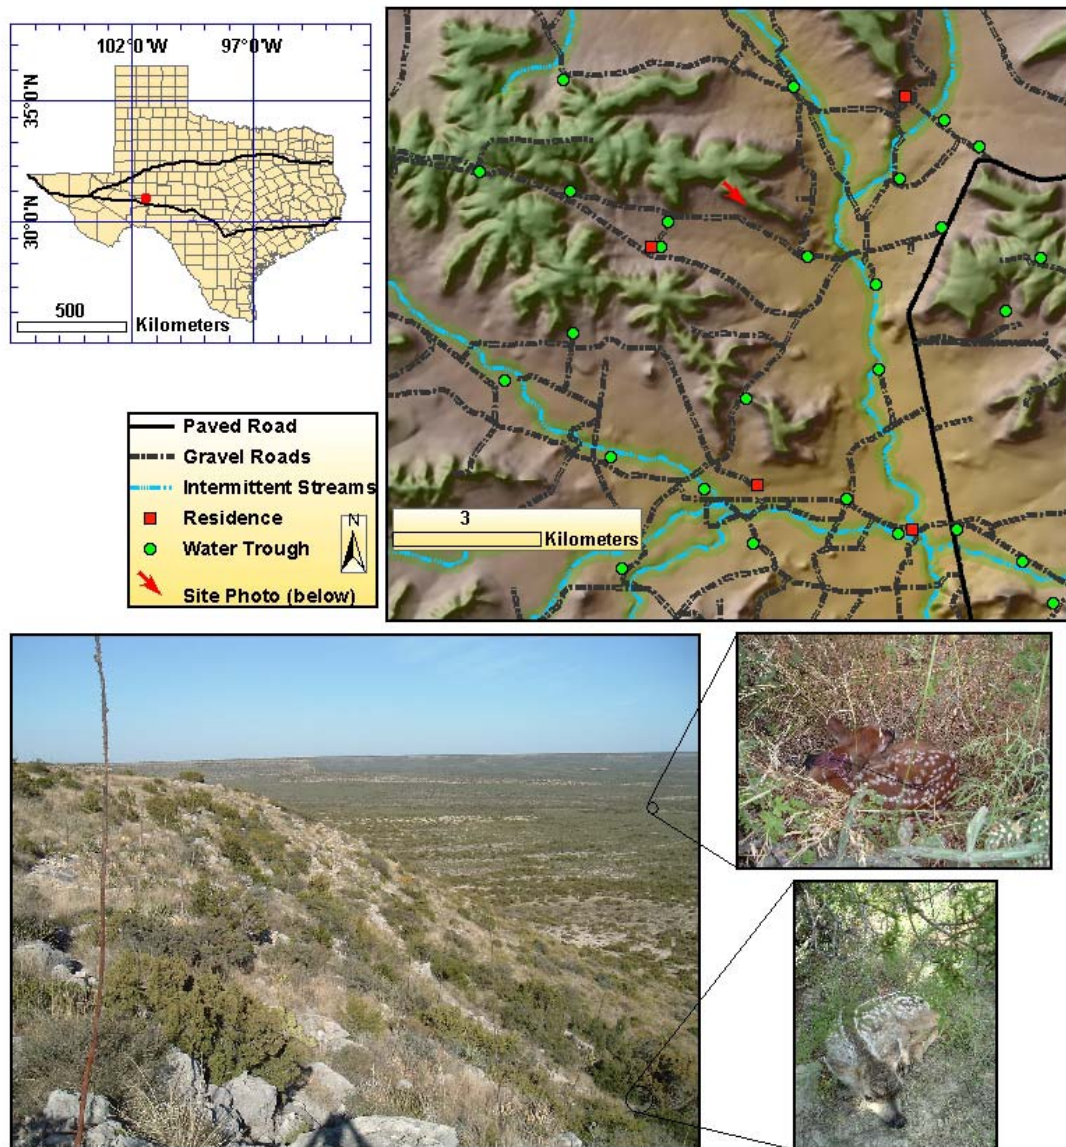 102°0'W 97°0'W
35°0'N
30°0'N
500
Kilometers
Paved Road
Gravel Roads
Intermittent Streams
Residence
N
Water Trough
Site Photo (below)
3
Kilometers